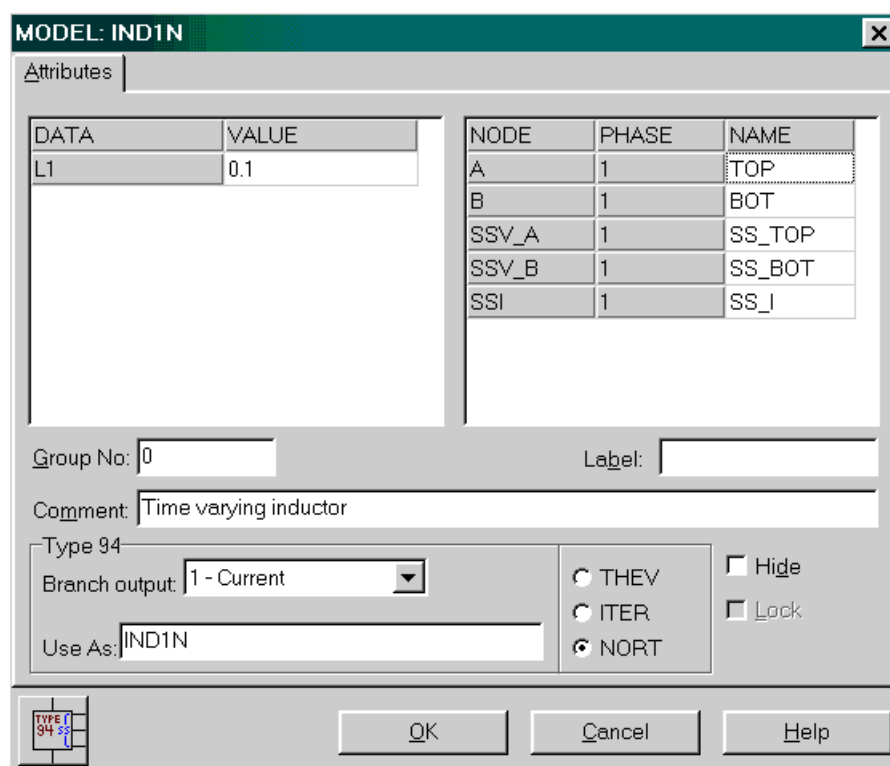 MODEL: IND1N
Attributes
DATA VALUE
L1 0.1
NODE PHASE NAME
A 1 TOP
B 1 BOT
SSV_A 1 SS_TOP
SSV_B 1 SS_BOT
SSI 1 SS_I
Group No: 0
Label:
Comment: Time varying inductor
Type 94
Branch output: 1 - Current
Use As: IND1N
THEV
ITER
NORT
Hide
Lock
TYPE
94 SS
OK Cancel Help